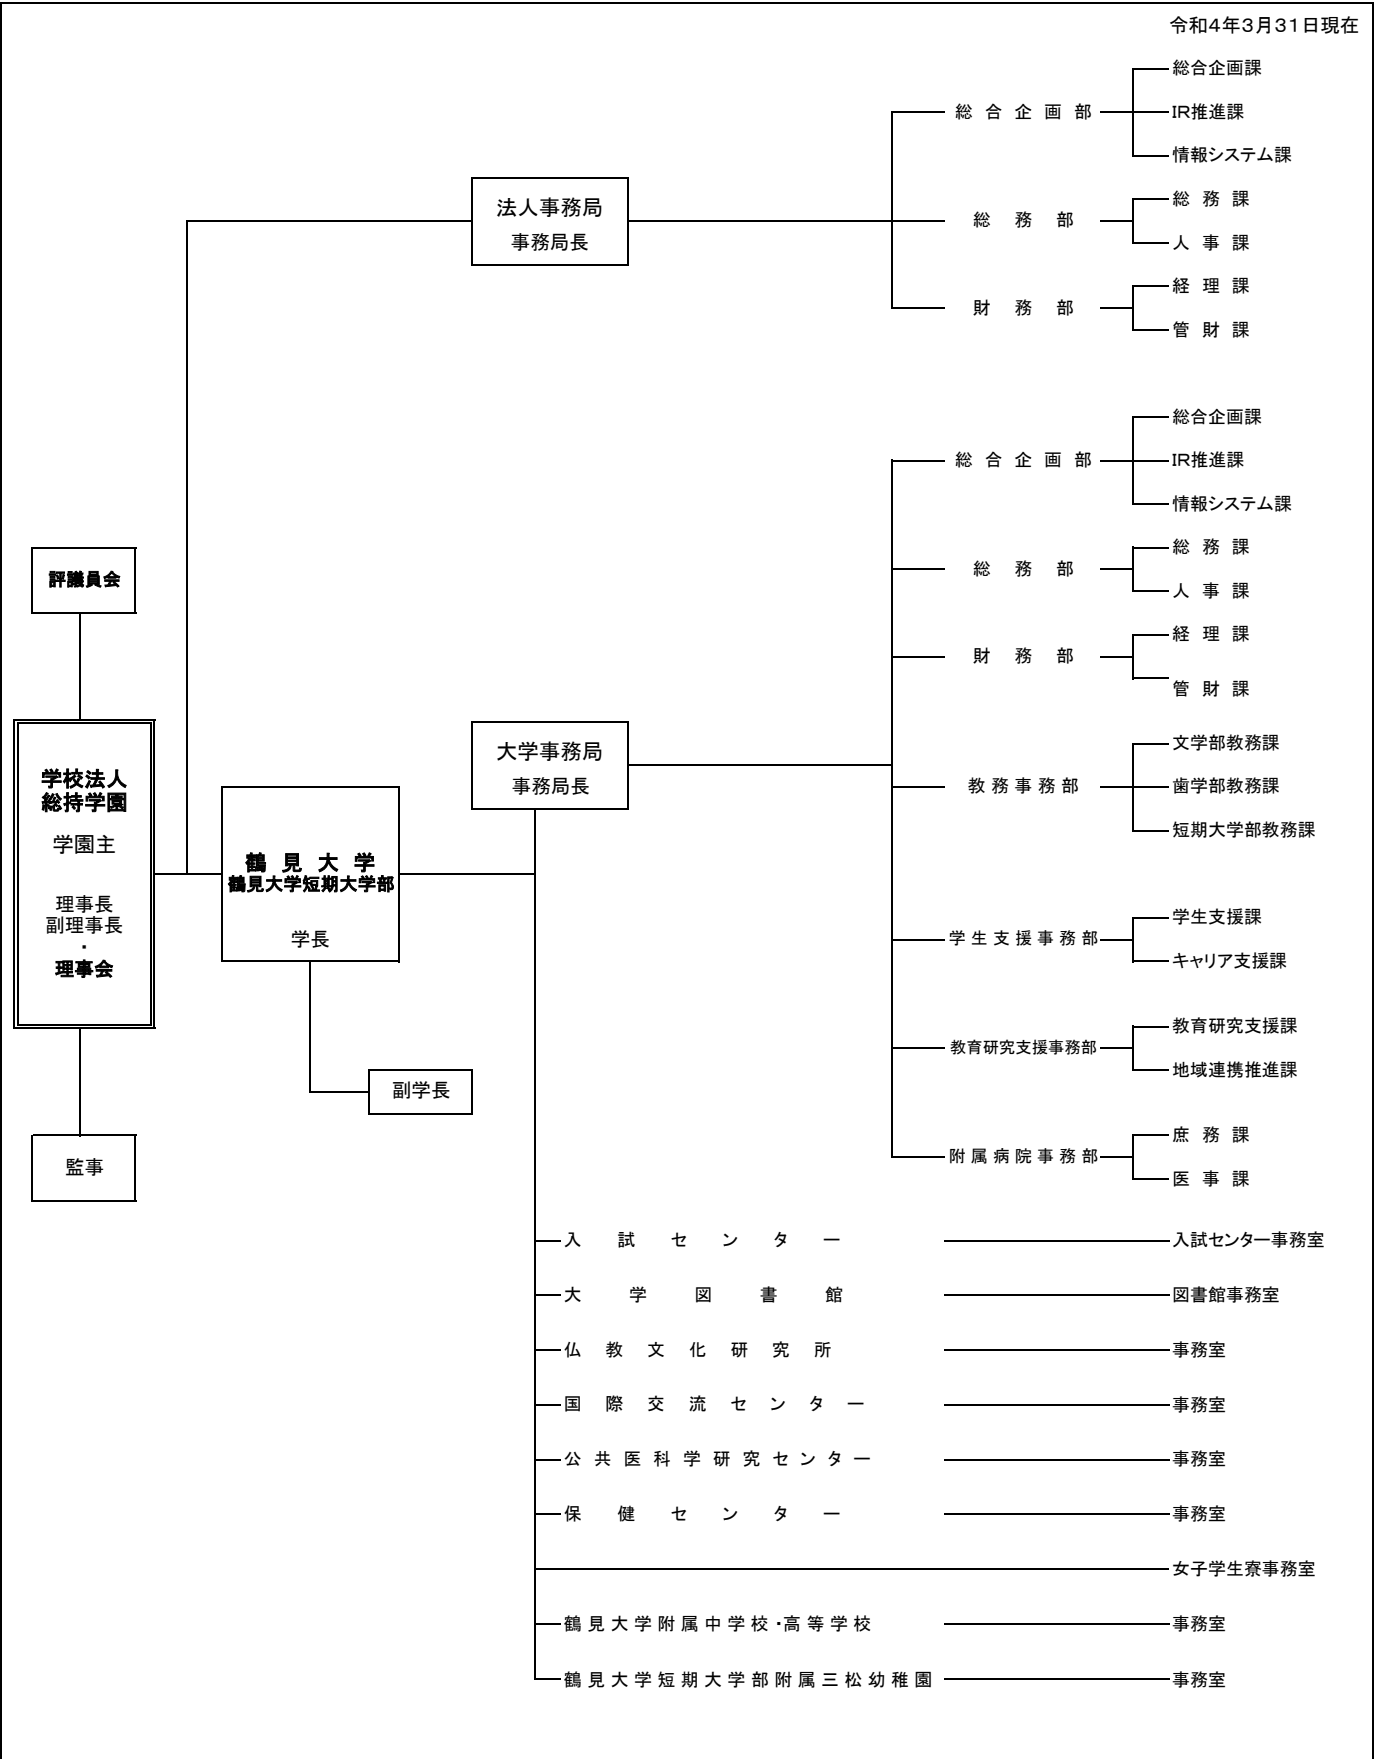 令和4年3月31日現在
総合企画課
総合企画部
IR推進課
情報システム課
法人事務局
事務局長
総務課
総務部
人事課
経理課
財務部
管財課
総合企画課
総合企画部
IR推進課
情報システム課
総務課
総務部
人事課
経理課
財務部
管財課
大学事務局
事務局長
文学部教務課
教務事務部
歯学部教務課
短期大学部教務課
学生支援課
学生支援事務部
キャリア支援課
教育研究支援課
教育研究支援事務部
地域連携推進課
庶務課
附属病院事務部
医事課
評議員会
学校法人
総持学園
学園主
理事長
副理事長
・
理事会
監事
鶴見大学
鶴見大学短期大学部
学長
副学長
入試センター 入試センター事務室
大学図書館 図書館事務室
仏教文化研究所 事務室
国際交流センター 事務室
公共医科学研究センター 事務室
保健センター 事務室
女子学生寮事務室
鶴見大学附属中学校・高等学校 事務室
鶴見大学短期大学部附属三松幼稚園 事務室